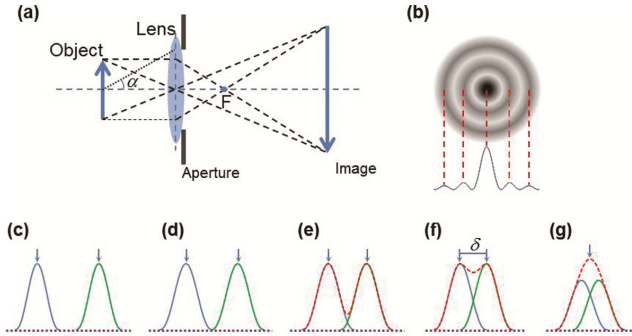 (a)
Lens
Object
α
F
Aperture
Image
(b)
(c)
(d)
(e)
(f)
δ
(g)